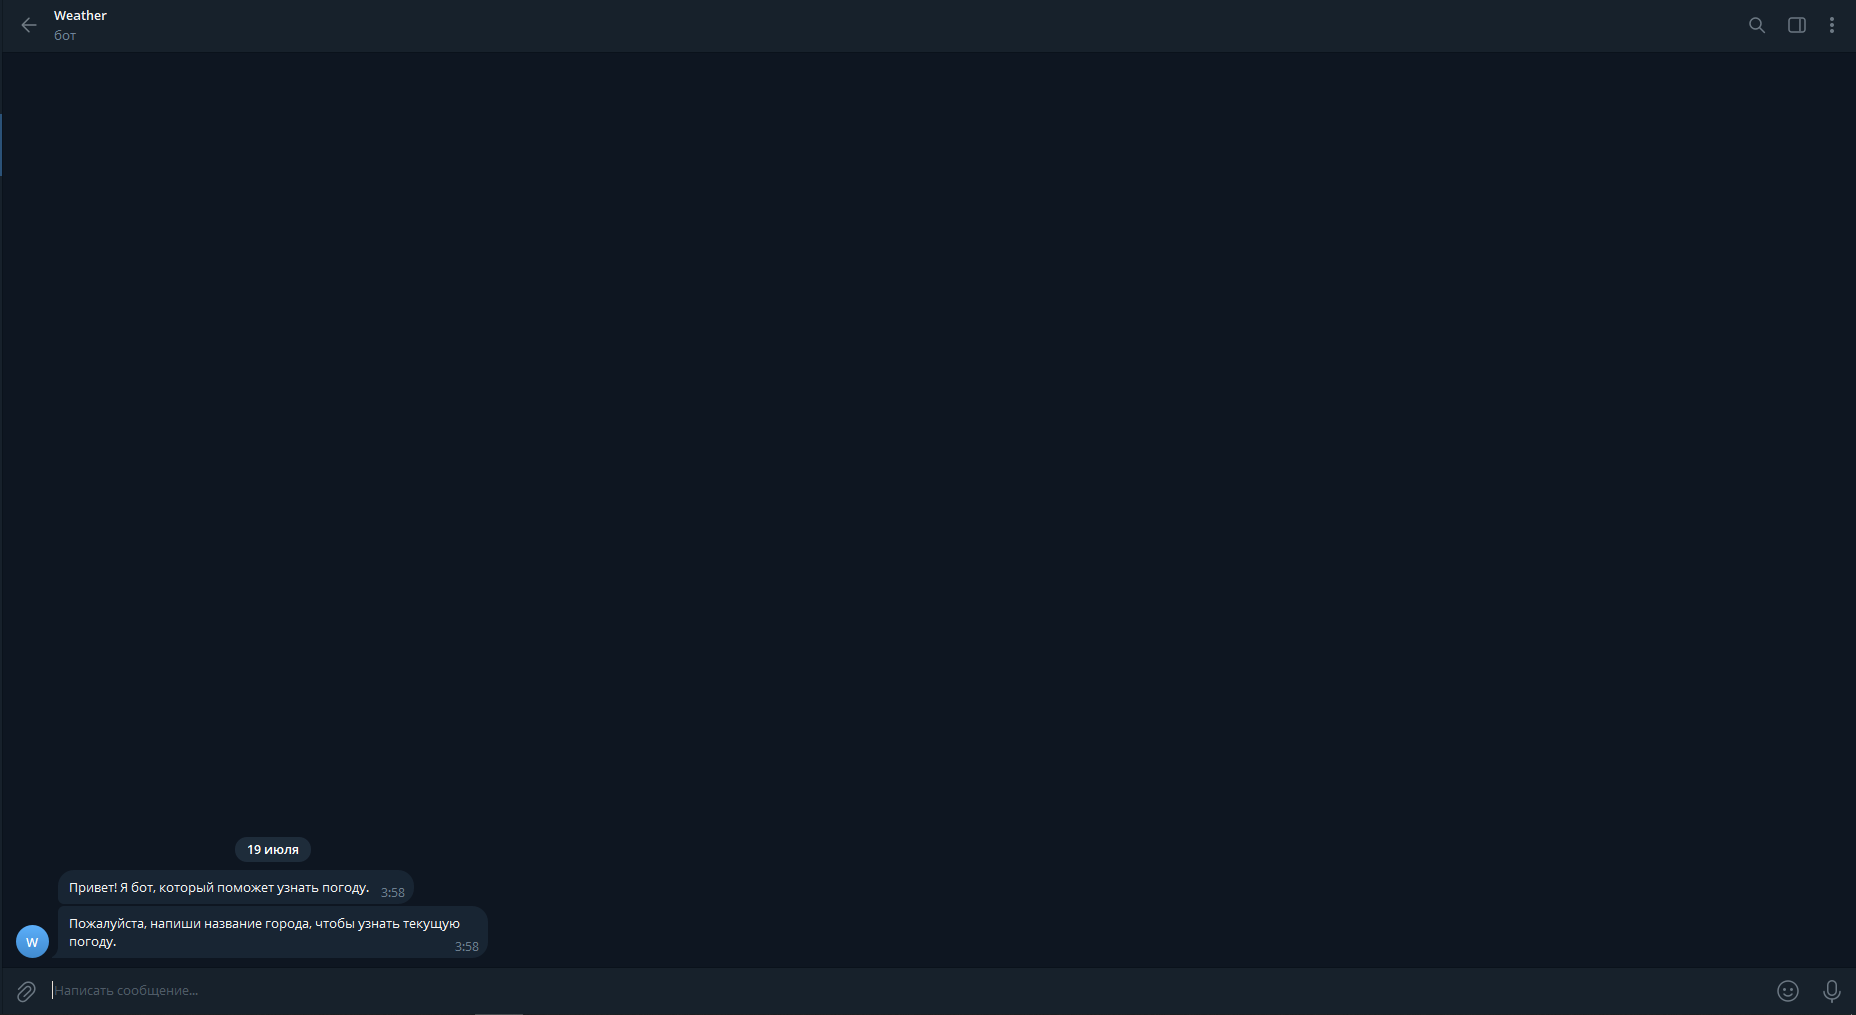 Weather
бот
19 июля
Привет! Я бот, который поможет узнать погоду. 3:58
Пожалуйста, напиши название города, чтобы узнать текущую
погоду. 3:58
W
Написать сообщение...